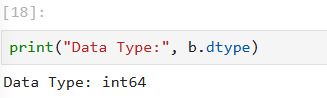 [18]:
print("Data Type:", b.dtype)
Data Type: int64